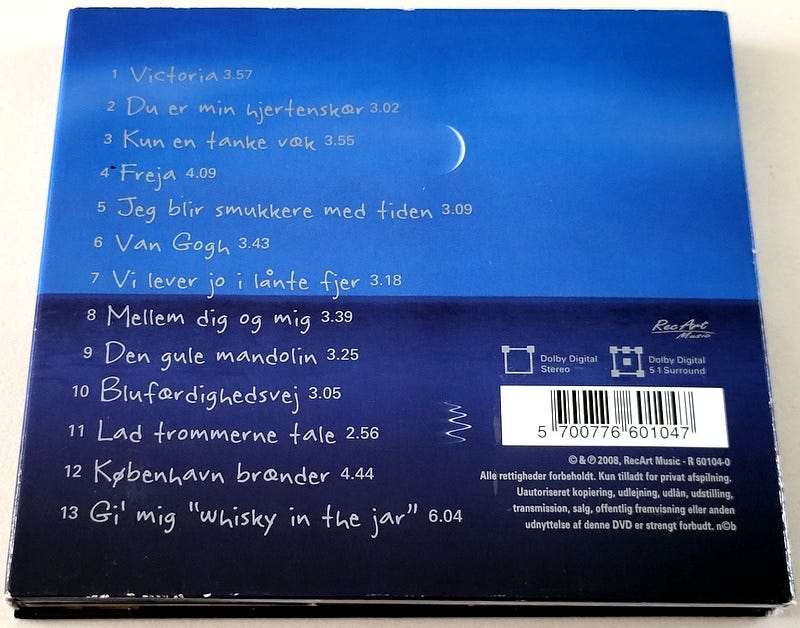 1 Victoria 3.57
2 Du er min hjertenskær 3.02
3 Kun en tanke væk 3.55
4 Freja 4.09
5 Jeg blir smukkere med tiden 3.09
6 Van Gogh 3.43
7 Vi lever jo i lånte fjer 3.18
8 Mellem dig og mig 3.39
9 Den gule mandolin 3.25
10 Blufærdighedsvej 3.05
11 Lad trommerne tale 2.56
12 København brænder 4.44
13 Gi' mig "whisky in the jar" 6.04
RecArt
Music
Dolby Digital
Stereo
Dolby Digital
5 1 Surround
5 700776 601047
© & ℗ 2008, RecArt Music - R 60104-0
Alle rettigheder forbeholdt. Kun tilladt for privat afspilning.
Uautoriseret kopiering, udlejning, udlån, udstilling,
transmission, salg, offentlig fremvisning eller anden
udnyttelse af denne DVD er strengt forbudt. n©b